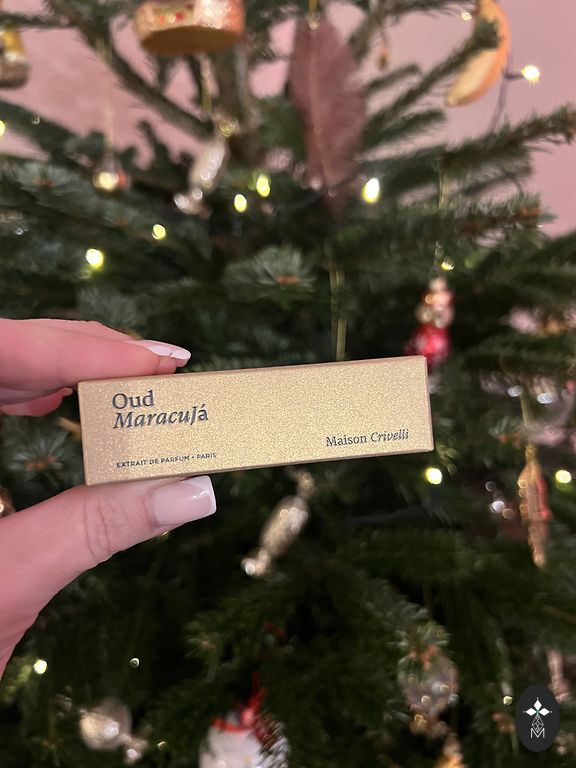 Oud
MaracuJá
EXTRAIT DE PARFUM • PARIS
Maison Crivelli